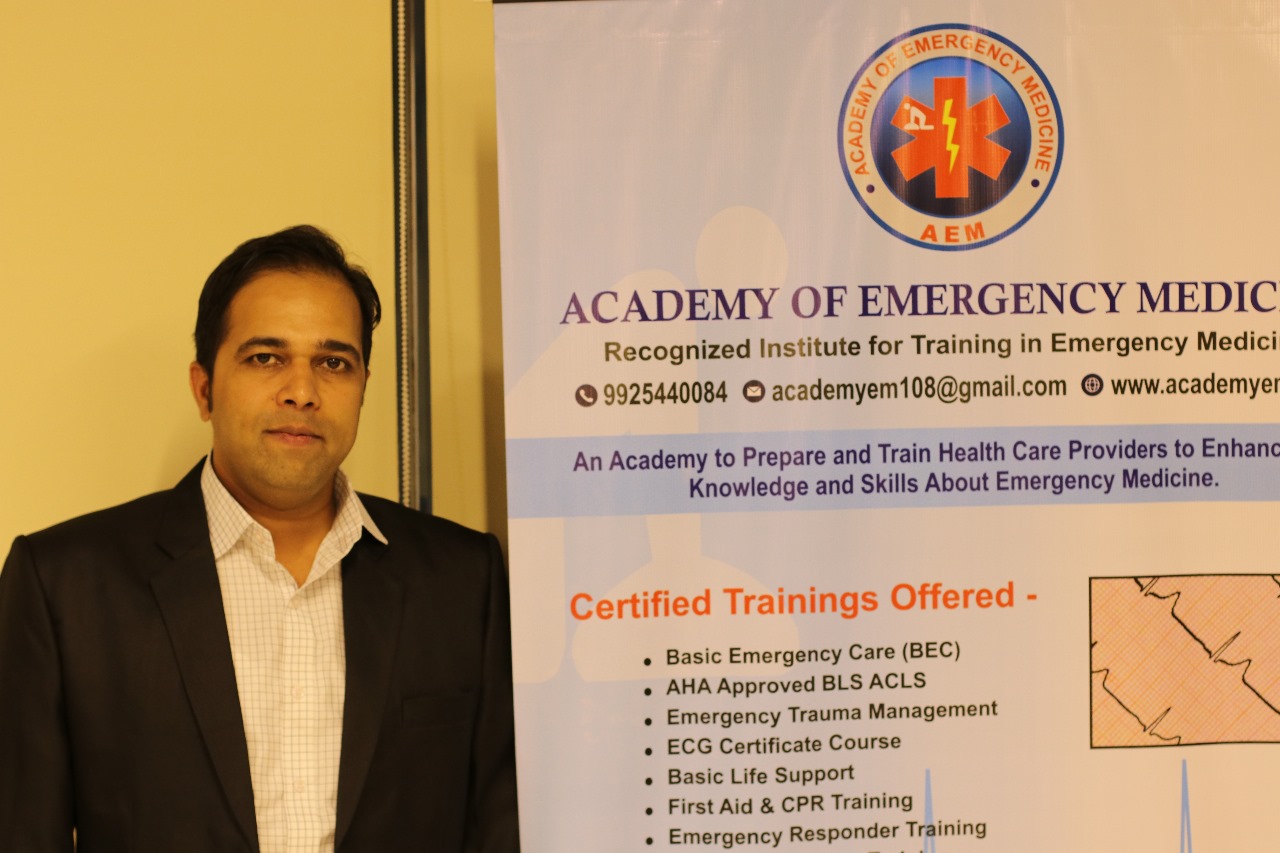 ACADEMY OF EMERGENCY MEDICINE
AEM
ACADEMY OF EMERGENCY MEDIC
Recognized Institute for Training in Emergency Medici
9925440084 academyem108@gmail.com www.academyem
An Academy to Prepare and Train Health Care Providers to Enhanc
Knowledge and Skills About Emergency Medicine.
Certified Trainings Offered -
• Basic Emergency Care (BEC)
• AHA Approved BLS ACLS
• Emergency Trauma Management
• ECG Certificate Course
• Basic Life Support
• First Aid & CPR Training
• Emergency Responder Training